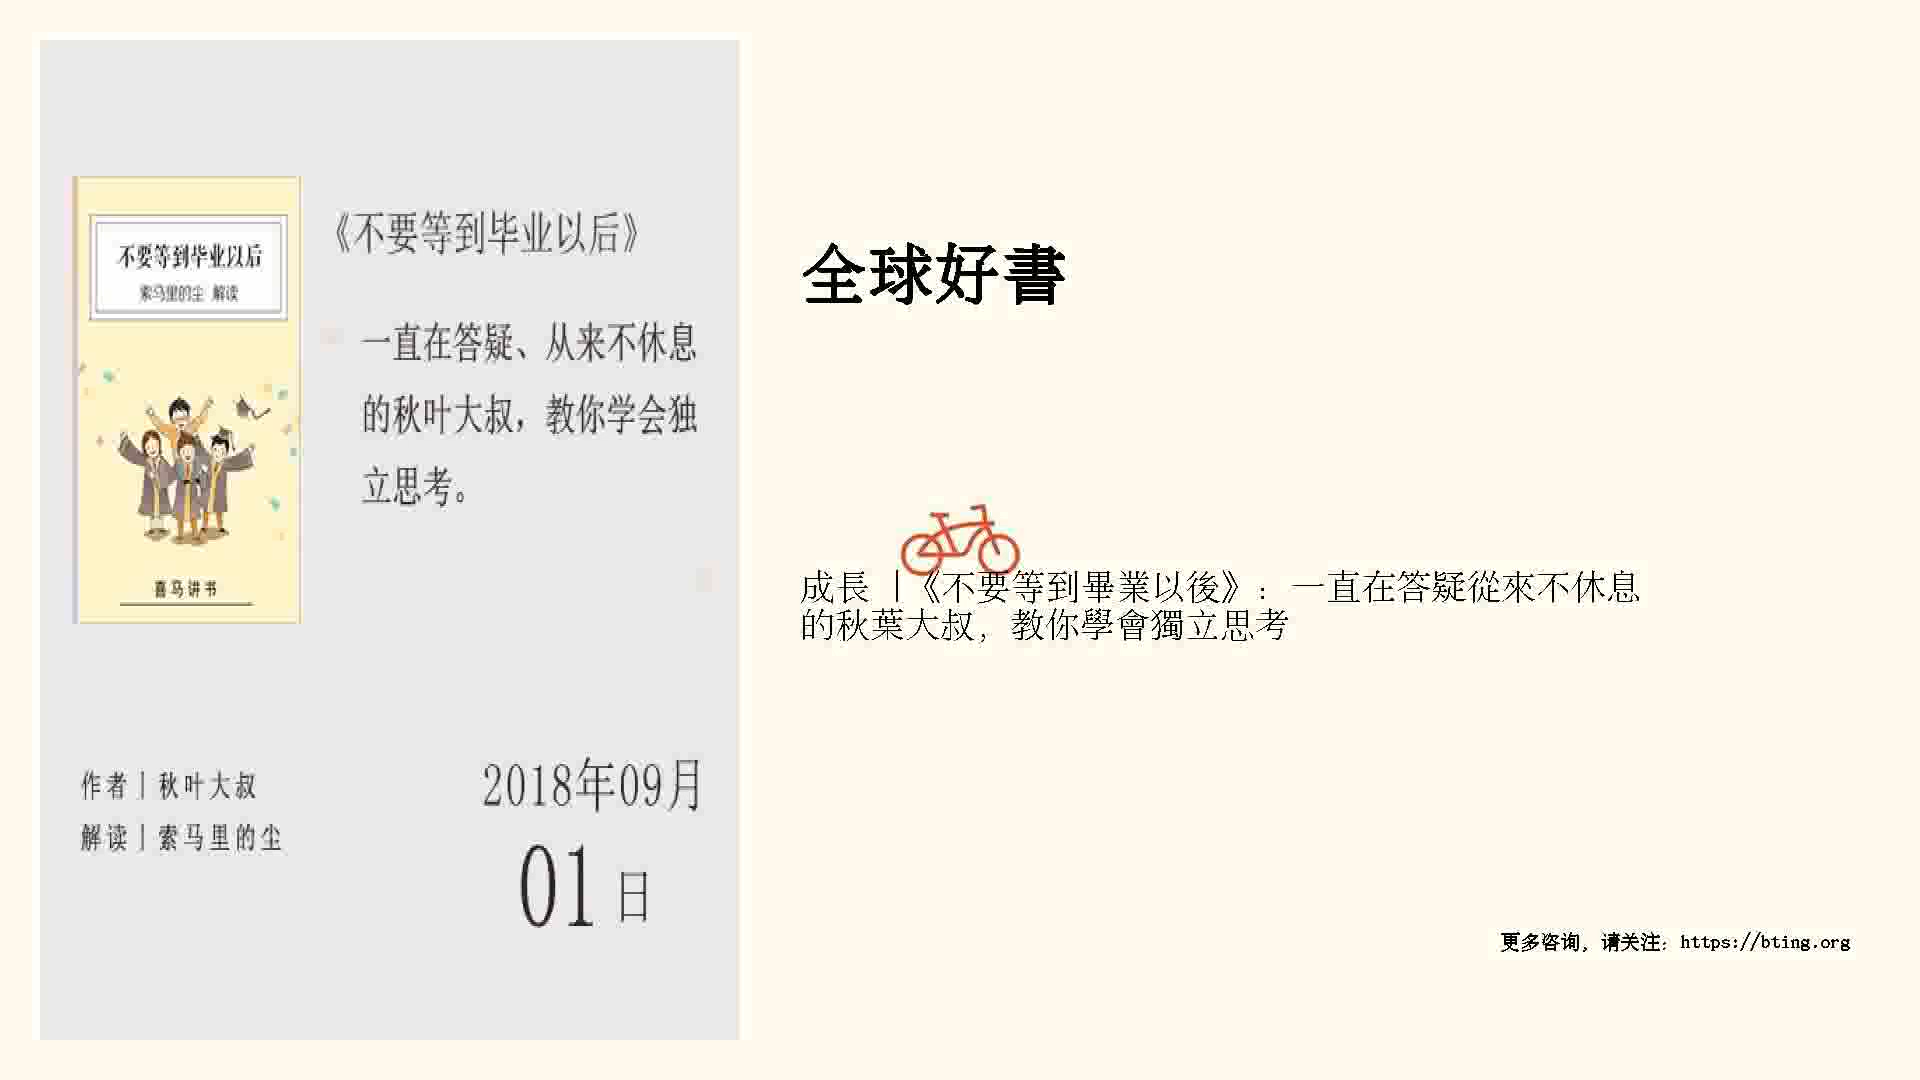 不要等到毕业以后
索马里的尘 解读
喜马讲书
《不要等到毕业以后》
一直在答疑、从来不休息
的秋叶大叔，教你学会独
立思考。
作者丨秋叶大叔
解读丨索马里的尘
2018年09月
01日
全球好書
成長 丨《不要等到畢業以後》：一直在答疑從來不休息
的秋葉大叔，教你學會獨立思考
更多咨询，请关注：https://bting.org